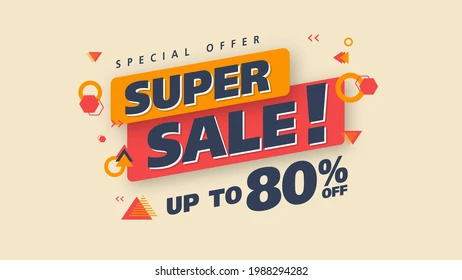 SPECIAL OFFER
SUPER
SALE!
UP TO 80% OFF
shutterstock.com · 1988294282